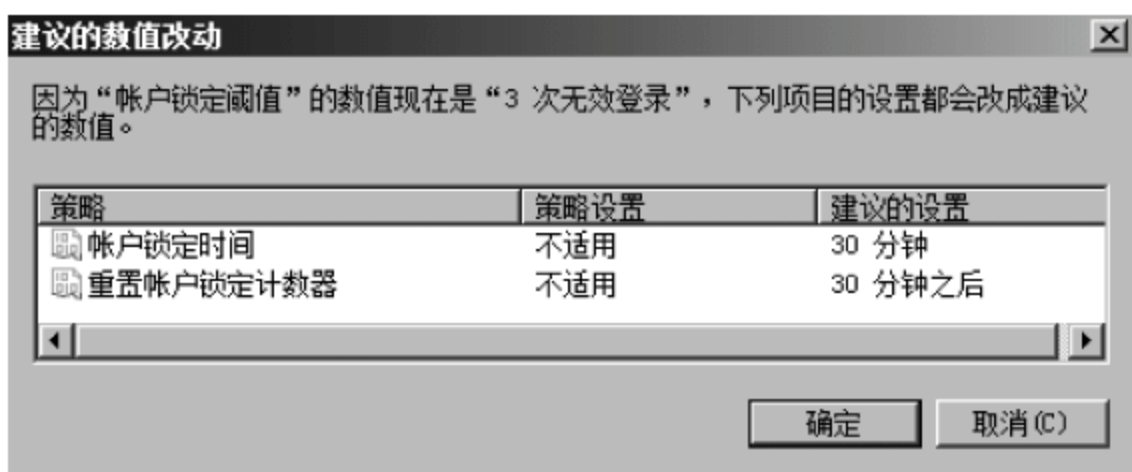 建议的数值改动
因为“帐户锁定阈值”的数值现在是“3 次无效登录”，下列项目的设置都会改成建议
的数值。
策略 策略设置 建议的设置
帐户锁定时间 不适用 30 分钟
重置帐户锁定计数器 不适用 30 分钟之后
确定 取消(C)